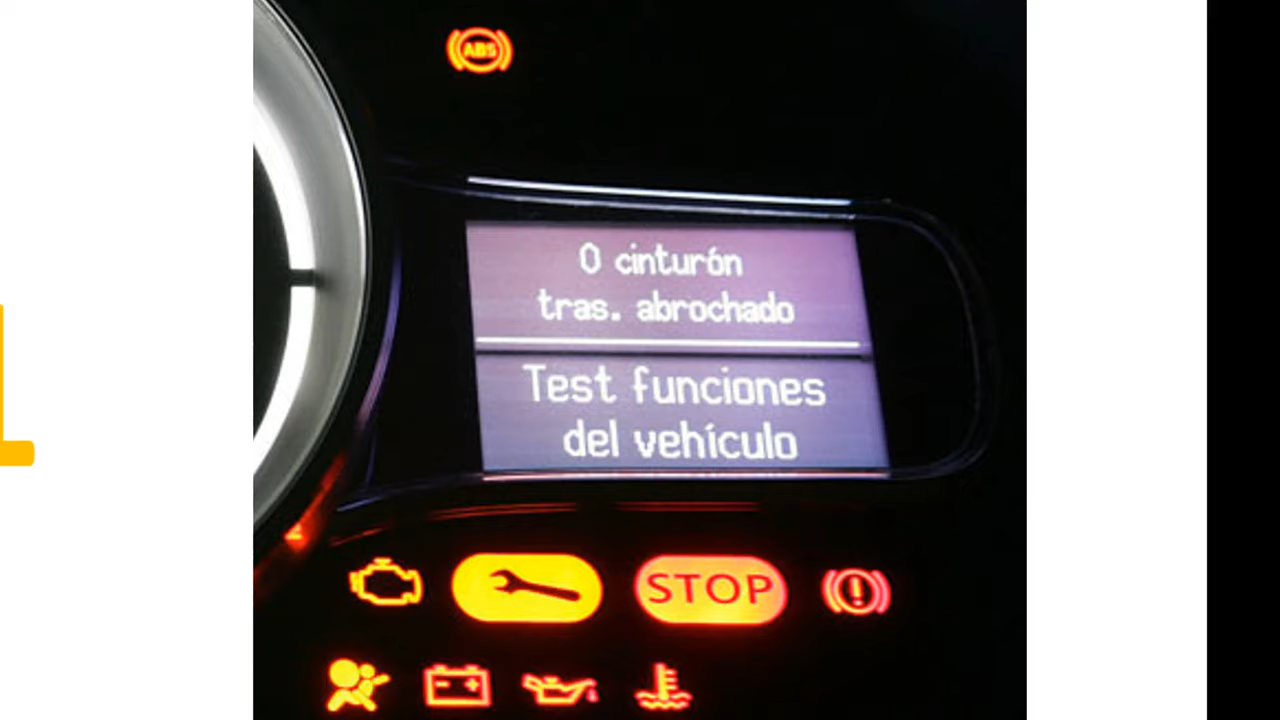 ABS
0 cinturón
tras. abrochado
Test funciones
del vehículo
STOP